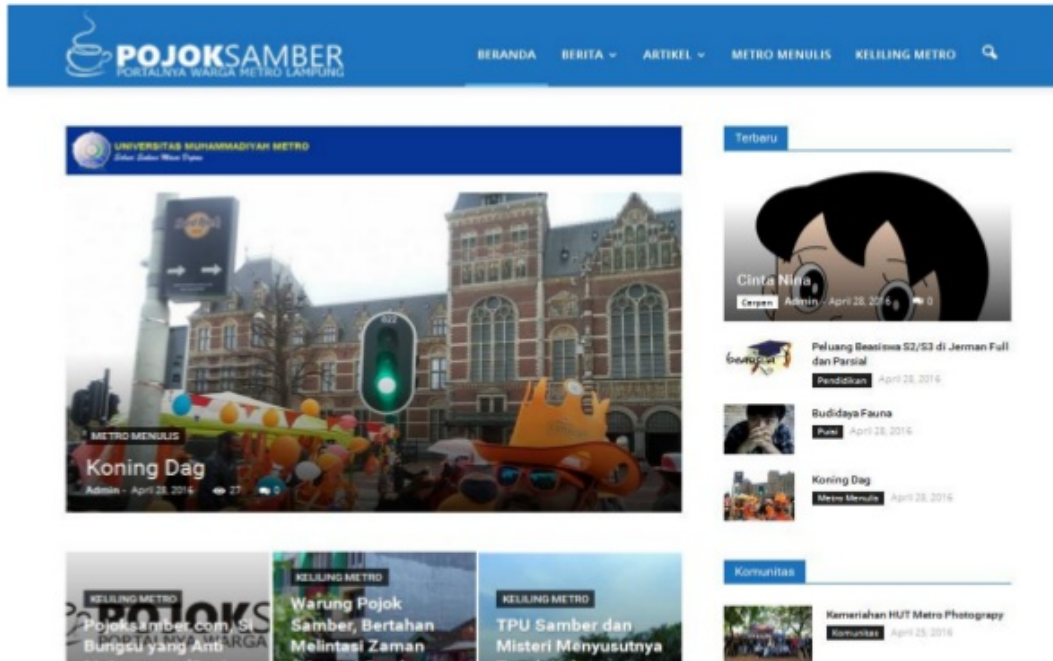 POJOKSAMBER
PORTALNYA WARGA METRO LAMPUNG
BERANDA
BERITA
ARTIKEL
METRO MENULIS
KELILING METRO
UNIVERSITAS MUHAMMADIYAH METRO
822
METRO MENULIS
Koning Dag
Admin - April 28, 2016 27 0
KELILING METRO
Pojoksamber.com, Si
Bungsu yang Anti
KELILING METRO
Warung Pojok
Samber, Bertahan
Melintasi Zaman
KELILING METRO
TPU Samber dan
Misteri Menyusutnya
Terbaru
Cinta Nina
Cerpen Admin - April 28, 2016 0
Peluang Beasiswa S2/S3 di Jerman Full
dan Parsial
Pendidikan April 28, 2016
Budidaya Fauna
Puisi April 28, 2016
Koning Dag
Metro Menulis April 28, 2016
Komunitas
Kemeriahan HUT Metro Photograpy
Komunitas April 25, 2016